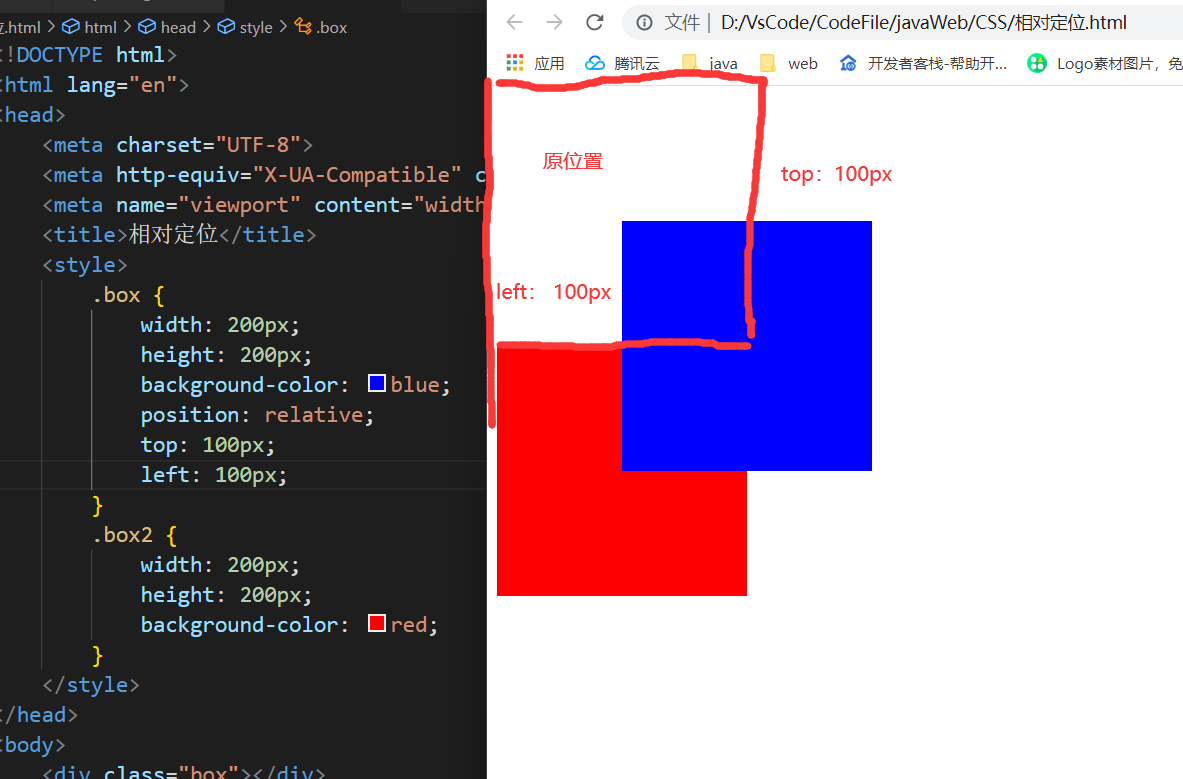 .html > html > head > style > .box
<!DOCTYPE html>
<html lang="en">
<head>
<meta charset="UTF-8">
<meta http-equiv="X-UA-Compatible" c
<meta name="viewport" content="width
<title>相对定位</title>
<style>
.box {
width: 200px;
height: 200px;
background-color: blue;
position: relative;
top: 100px;
left: 100px;
}
.box2 {
width: 200px;
height: 200px;
background-color: red;
}
</style>
</head>
<body>
<div class="box"></div>
文件 | D:/VsCode/CodeFile/javaWeb/CSS/相对定位.html
应用 腾讯云 java web 开发者客栈-帮助开... Logo素材图片，免
原位置
top：100px
left： 100px